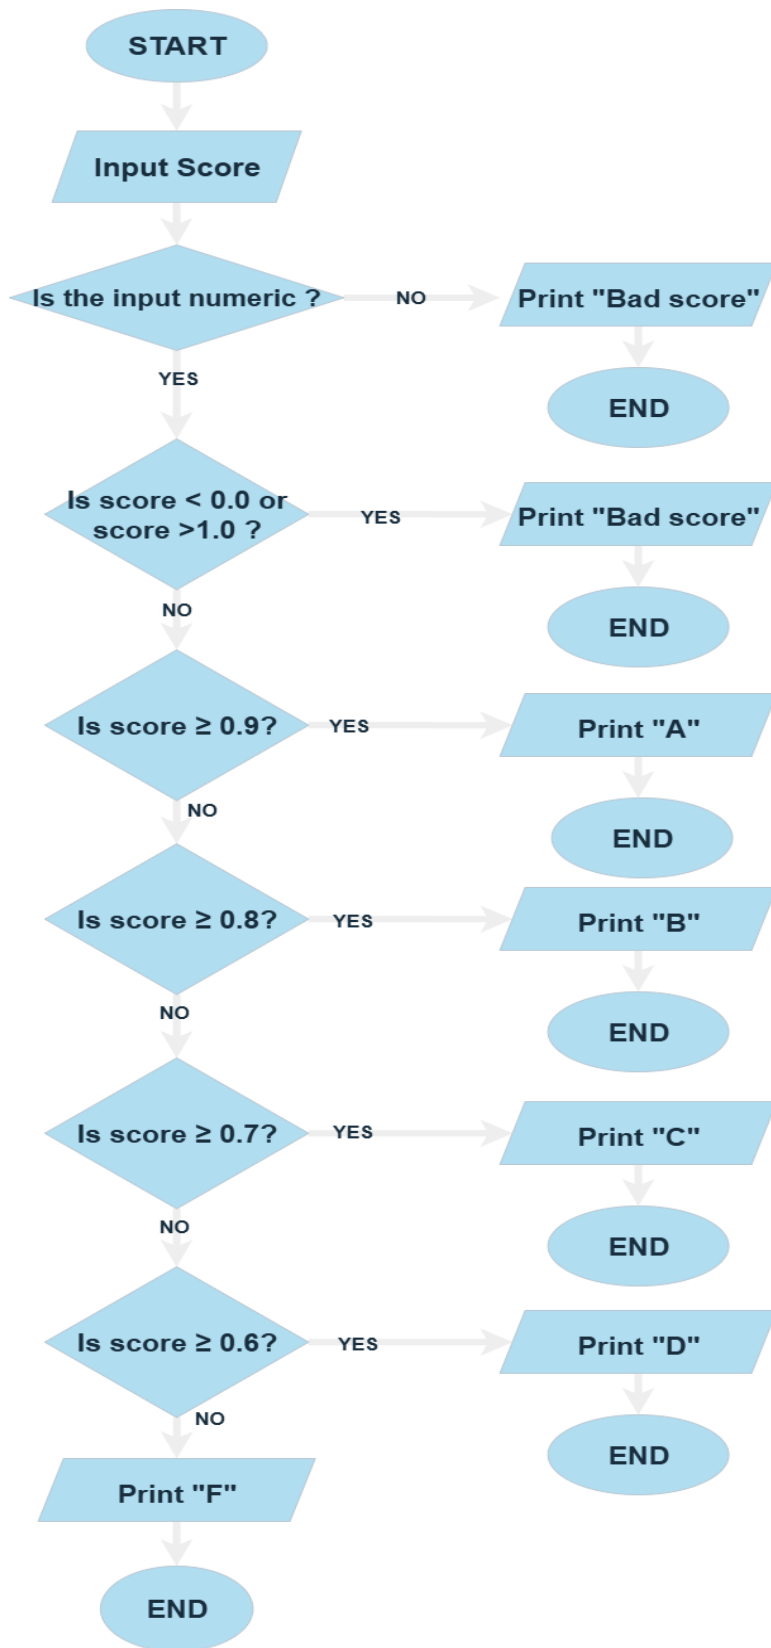 START
Input Score
Is the input numeric ?
NO
Print "Bad score"
END
YES
Is score < 0.0 or
score >1.0 ?
YES
Print "Bad score"
END
NO
Is score ≥ 0.9?
YES
Print "A"
END
NO
Is score ≥ 0.8?
YES
Print "B"
END
NO
Is score ≥ 0.7?
YES
Print "C"
END
NO
Is score ≥ 0.6?
YES
Print "D"
END
NO
Print "F"
END